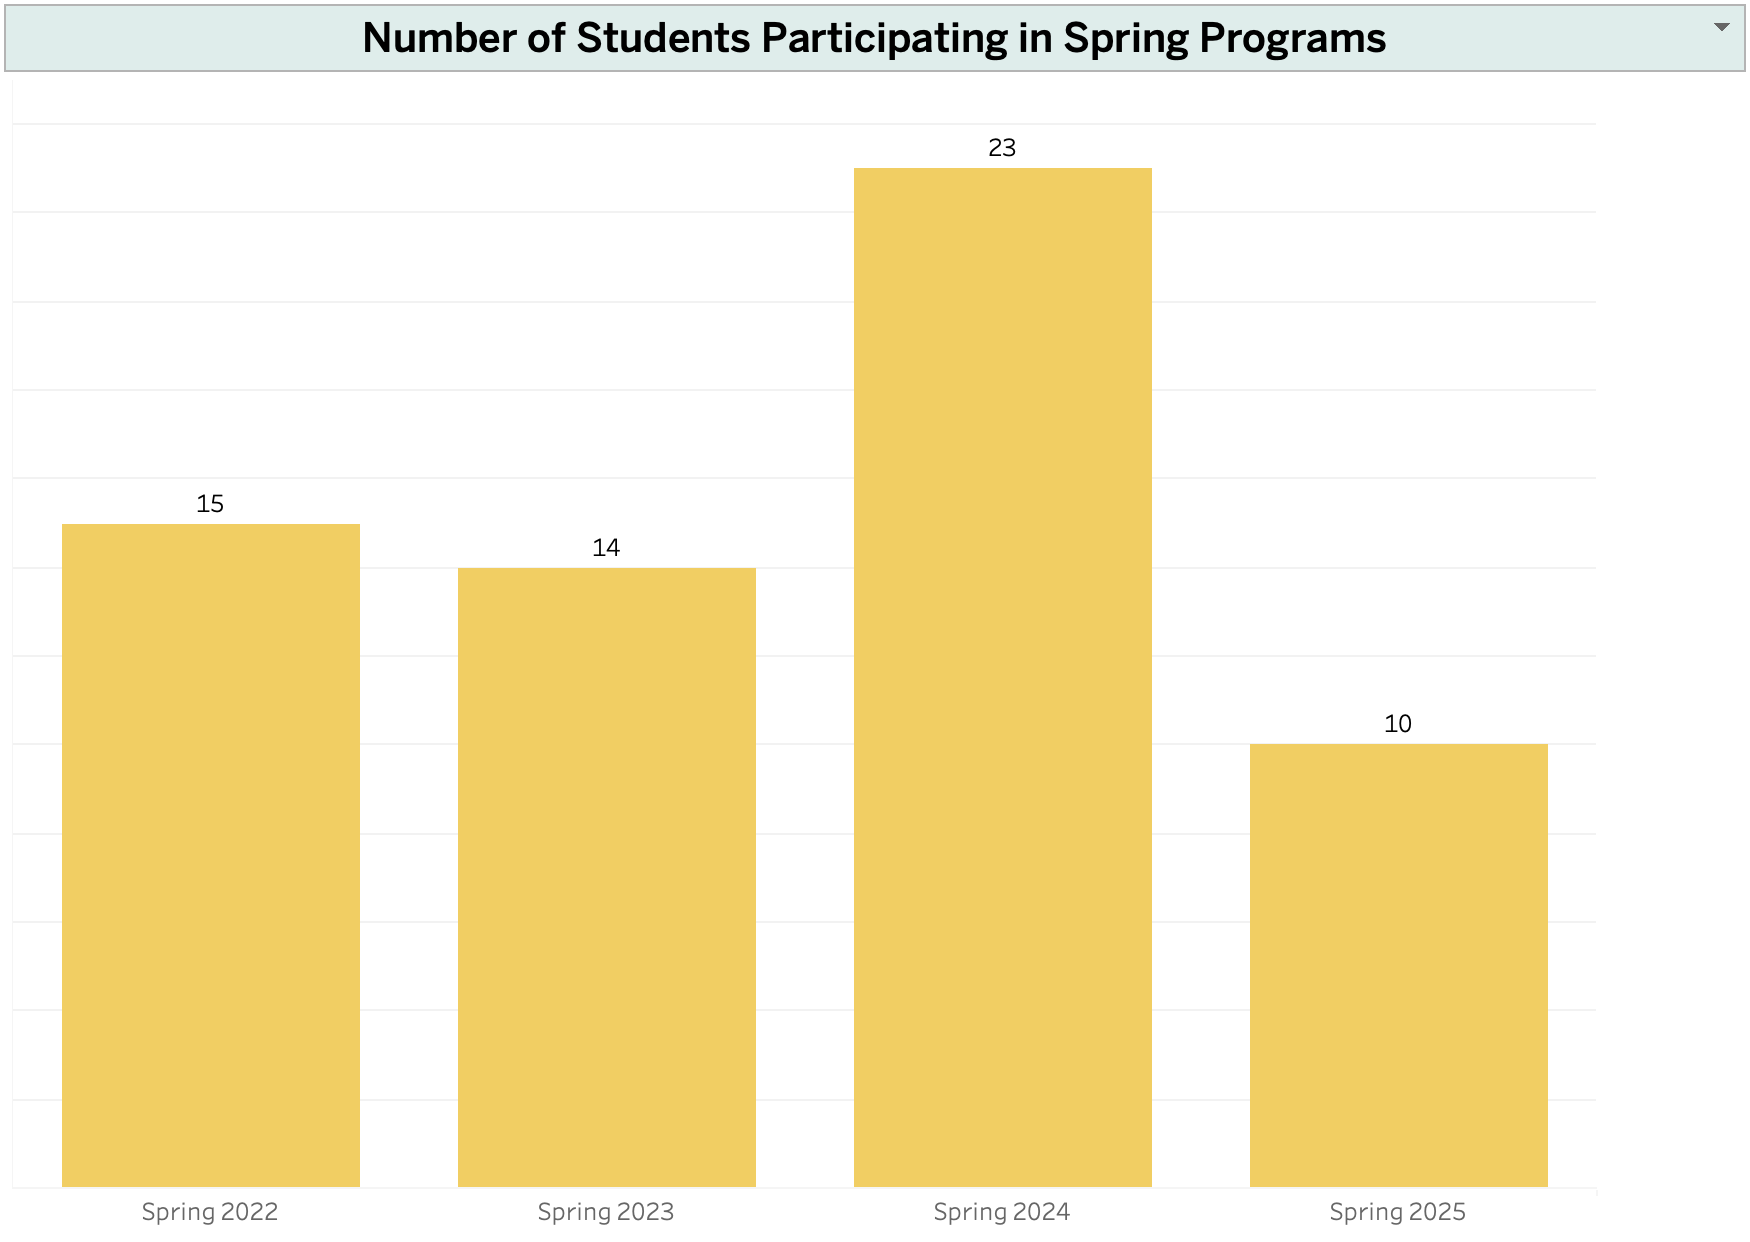 Number of Students Participating in Spring Programs
23
15
14
10
Spring 2022
Spring 2023
Spring 2024
Spring 2025